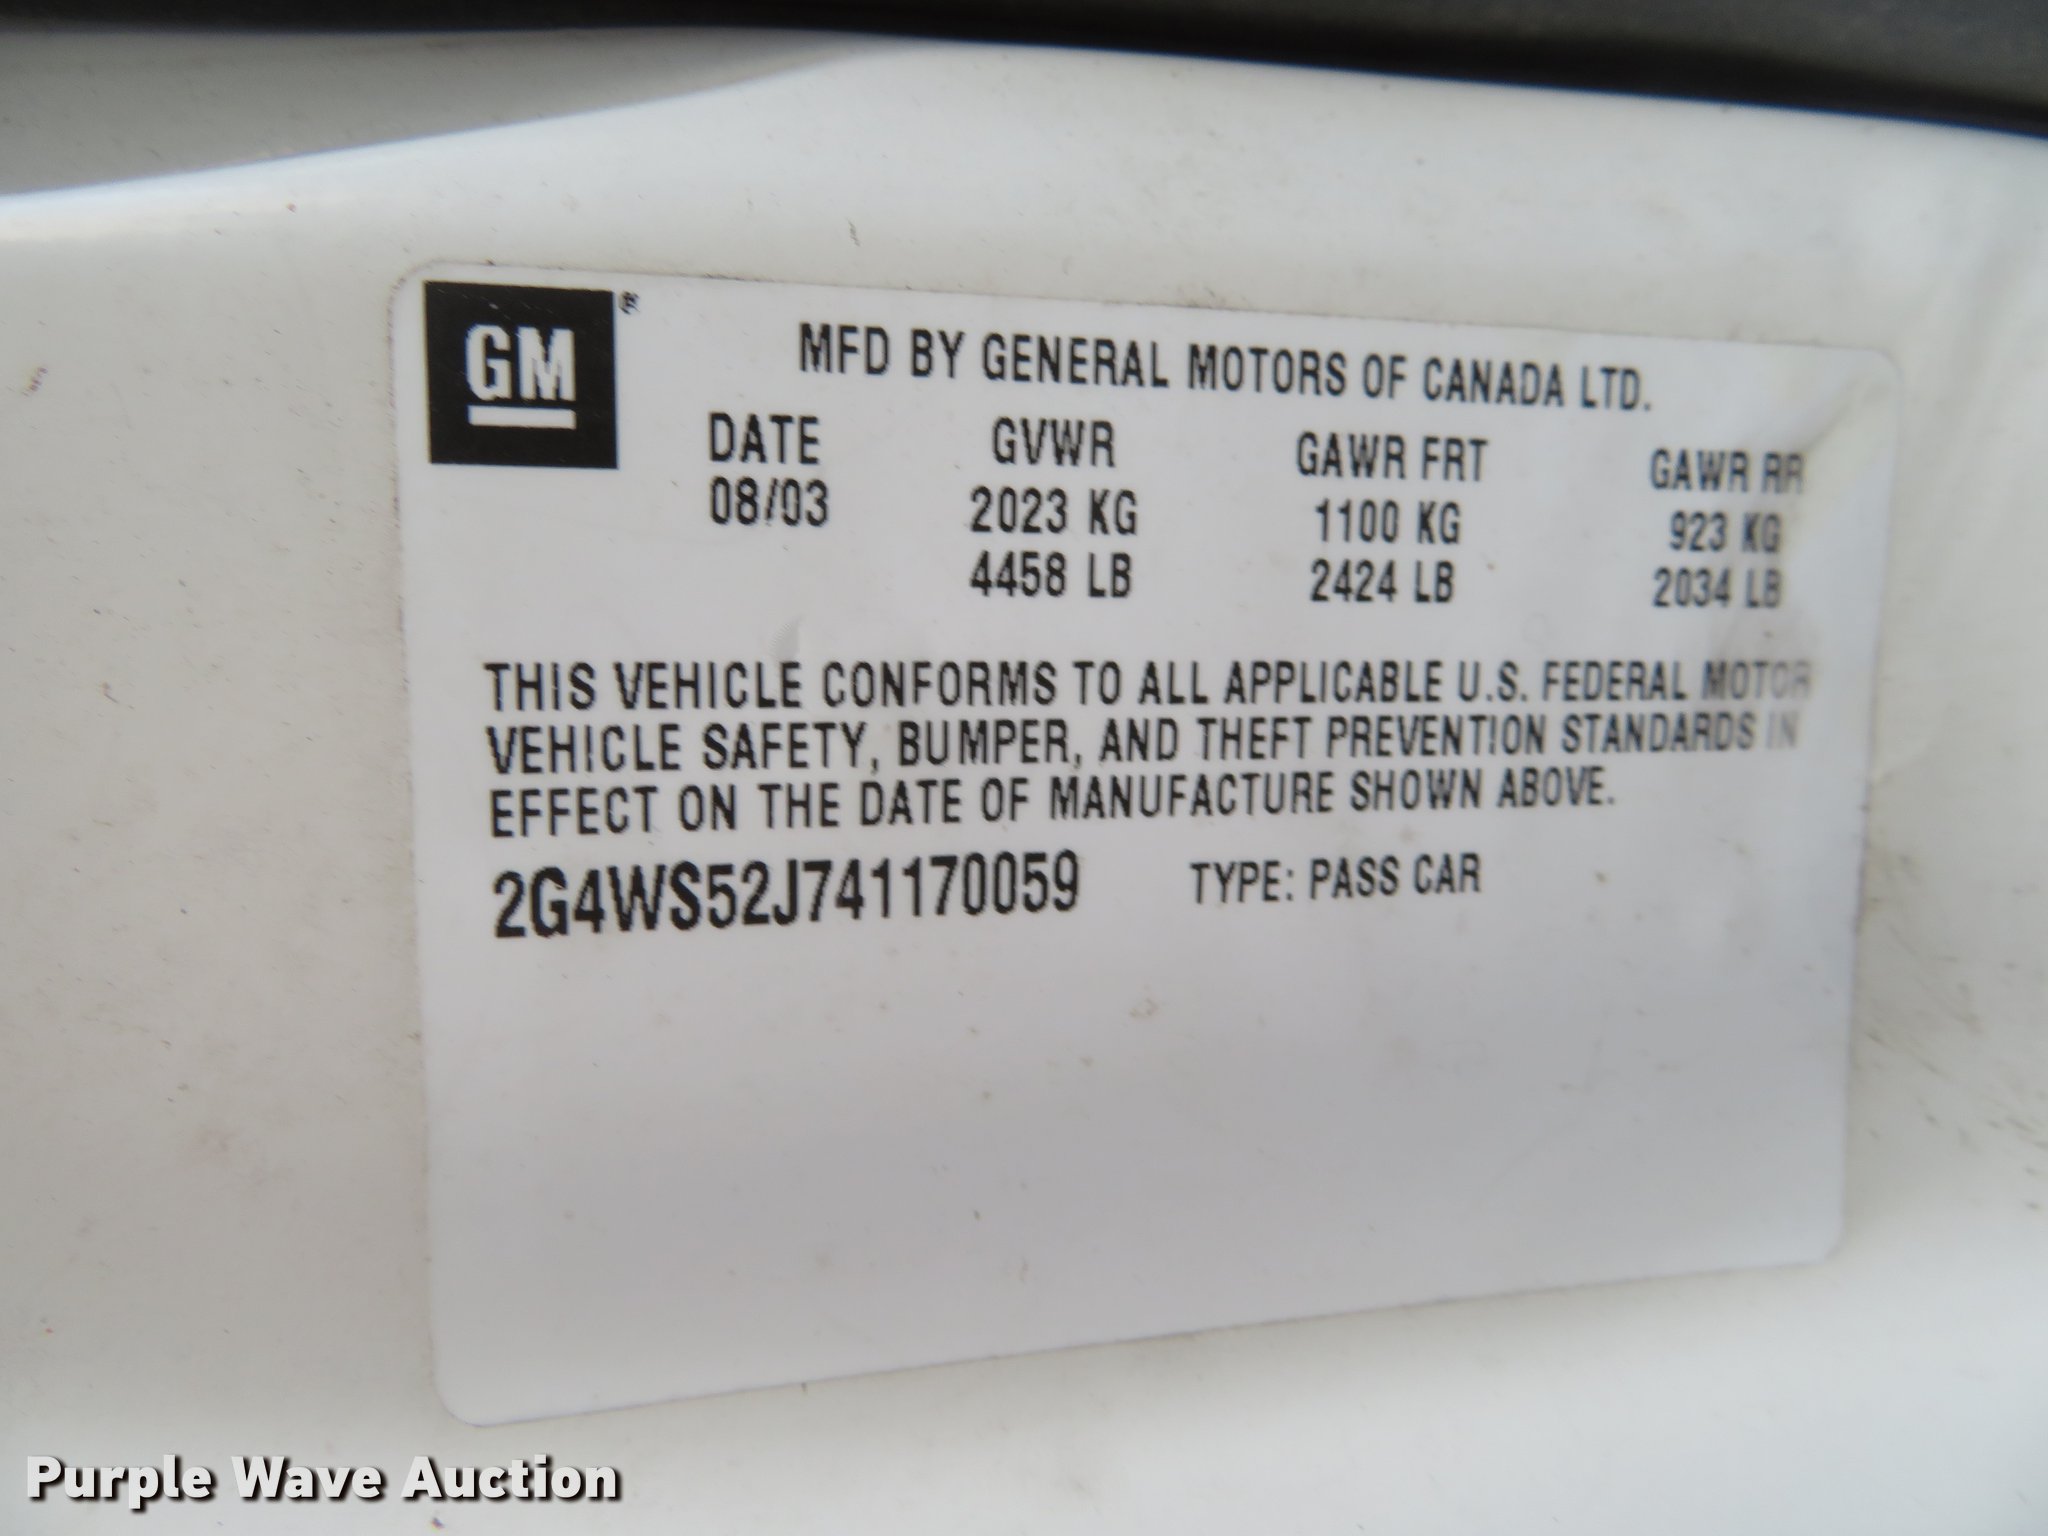 GM
MFD BY GENERAL MOTORS OF CANADA LTD.
DATE GVWR GAWR FRT GAWR RR
08/03 2023 KG 1100 KG 923 KG
4458 LB 2424 LB 2034 LB
THIS VEHICLE CONFORMS TO ALL APPLICABLE U.S. FEDERAL MOTOR
VEHICLE SAFETY, BUMPER, AND THEFT PREVENTION STANDARDS IN
EFFECT ON THE DATE OF MANUFACTURE SHOWN ABOVE.
2G4WS52J741170059 TYPE: PASS CAR
Purple Wave Auction